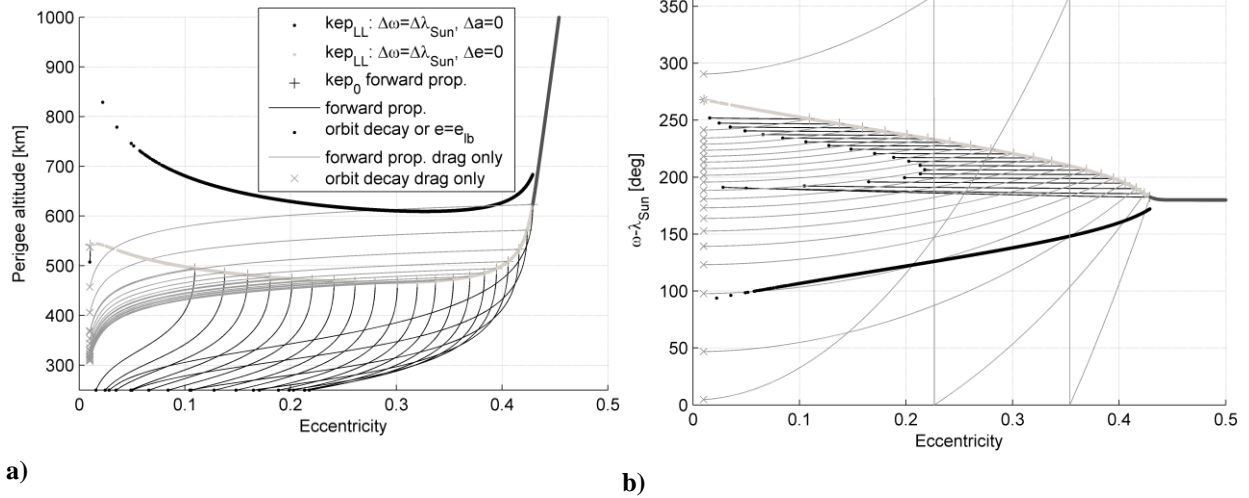 1000
900
800
700
600
500
400
300
Perigee altitude [km]
kep_LL: Δω=Δλ_Sun, Δa=0
kep_LL: Δω=Δλ_Sun, Δe=0
kep_0 forward prop.
forward prop.
orbit decay or e=e_lb
forward prop. drag only
orbit decay drag only
0 0.1 0.2 0.3 0.4 0.5
Eccentricity
a)
350
300
250
200
150
100
50
0
ω-λ_Sun [deg]
0 0.1 0.2 0.3 0.4 0.5
Eccentricity
b)